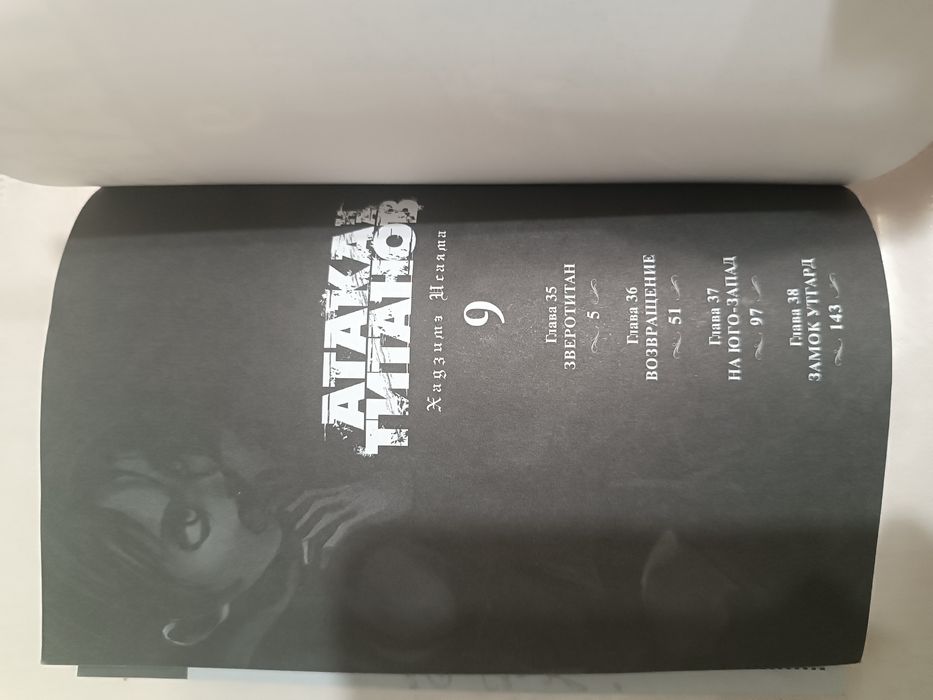 АТАКА
ТИТАНОВ
Хадзимэ Исаяма
9
Глава 35
ЗВЕРОТИТАН
5
Глава 36
ВОЗВРАЩЕНИЕ
51
Глава 37
НА ЮГО-ЗАПАД
97
Глава 38
ЗАМОК УТГАРД
143